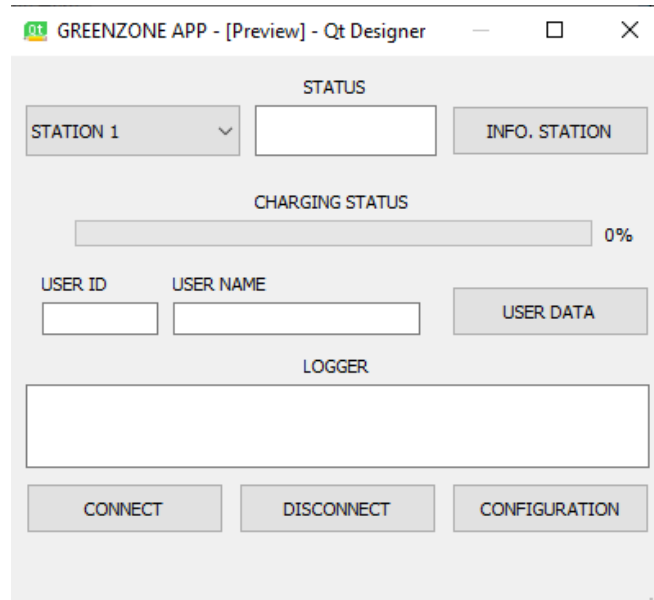 GREENZONE APP - [Preview] - Qt Designer
STATUS
STATION 1
INFO. STATION
CHARGING STATUS
0%
USER ID USER NAME
USER DATA
LOGGER
CONNECT DISCONNECT CONFIGURATION